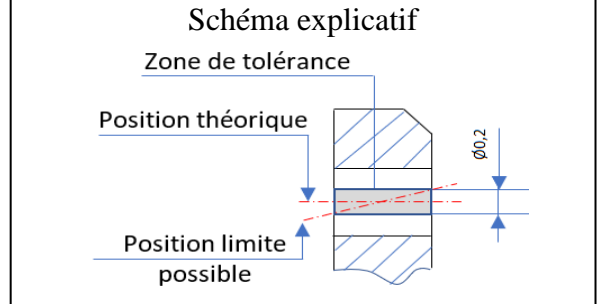 Schéma explicatif
Zone de tolérance
Position théorique
Ø0,2
Position limite
possible